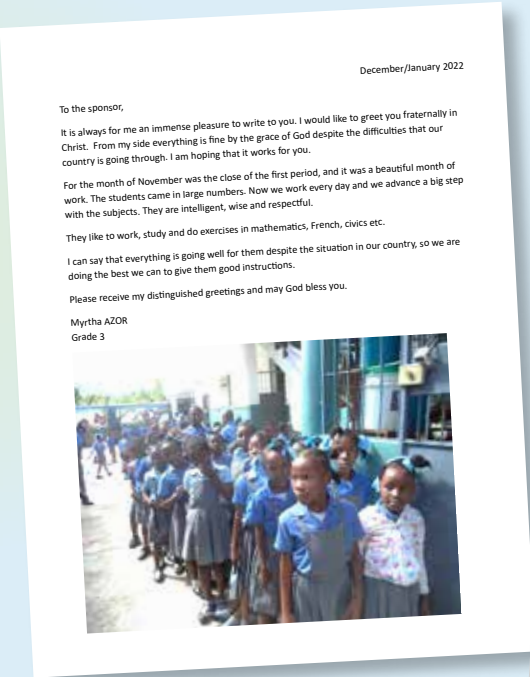 December/January 2022
To the sponsor,
It is always for me an immense pleasure to write to you. I would like to greet you fraternally in
Christ.  From my side everything is fine by the grace of God despite the difficulties that our
country is going through. I am hoping that it works for you.
For the month of November was the close of the first period, and it was a beautiful month of
work. The students came in large numbers. Now we work every day and we advance a big step
with the subjects. They are intelligent, wise and respectful.
They like to work, study and do exercises in mathematics, French, civics etc.
I can say that everything is going well for them despite the situation in our country, so we are
doing the best we can to give them good instructions.
Please receive my distinguished greetings and may God bless you.
Myrtha AZOR
Grade 3